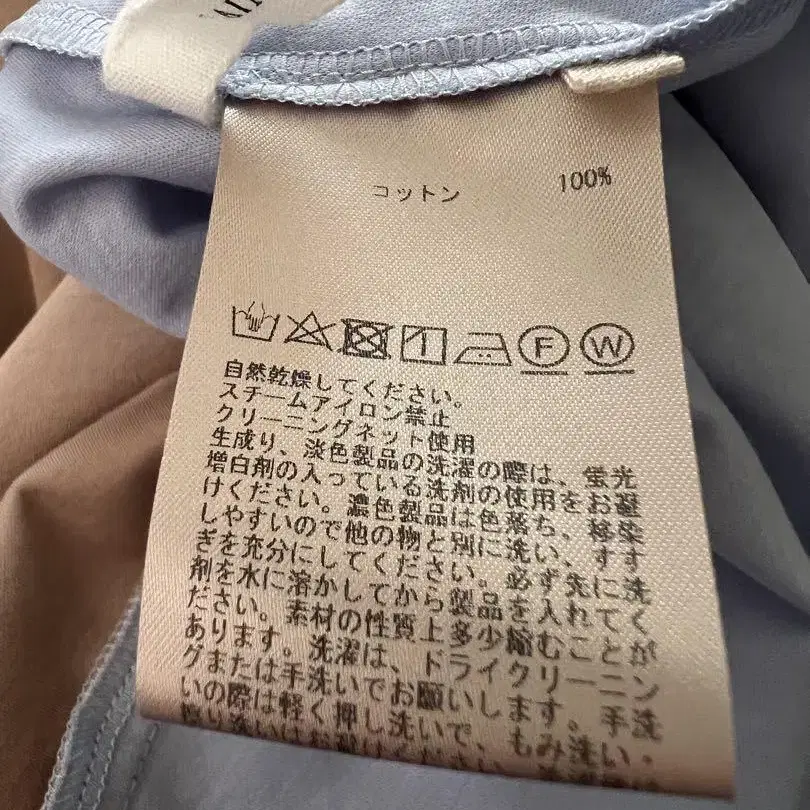 コットン 100%
F W
自然乾燥してください。
スチームアイロン禁止
クリーニングネット使用
生成り、淡色製品の洗濯の際は、蛍光
増白剤の入っている洗剤の使用をお避
けください。濃色製品は色落ち、移染
しやすいので他の物と別に洗い、すす
ぎを充分にしてください。必ず先に洗
剤を水に溶かしてから製品を入れてく
ださい。素材の性質上多少縮むことが
あります。洗濯は、ドライクリーニン
グまたは手洗いでお願いします。手洗
いの際は軽く押し洗いで、もみ洗い・